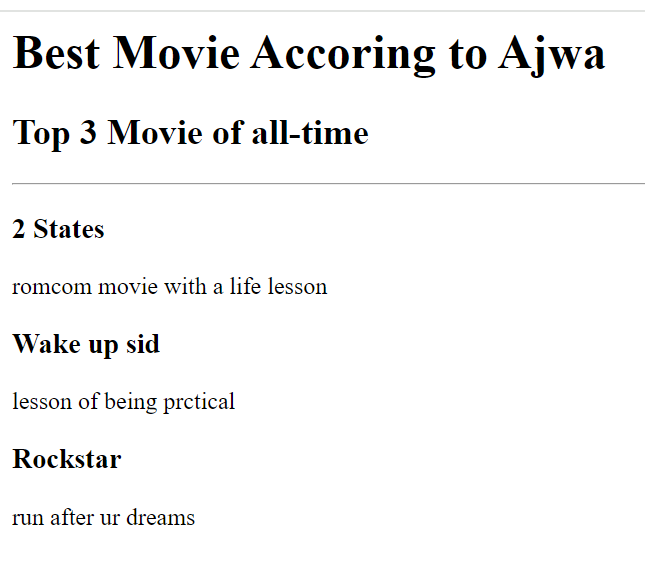 Best Movie Accoring to Ajwa
Top 3 Movie of all-time
2 States
romcom movie with a life lesson
Wake up sid
lesson of being prctical
Rockstar
run after ur dreams